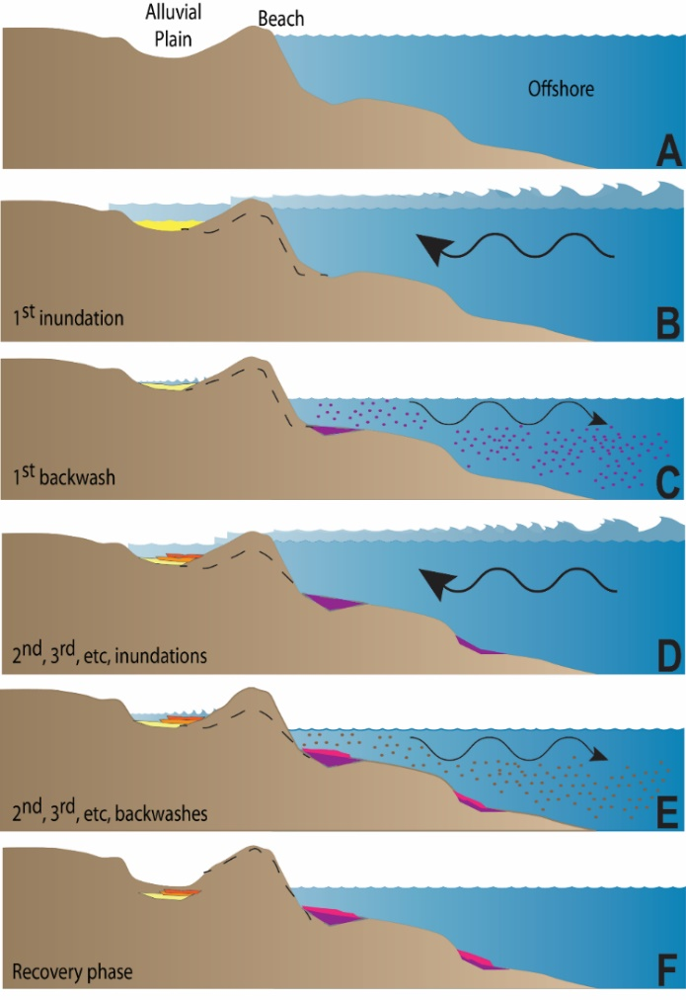 Alluvial
Plain
Beach
Offshore
A
1st inundation
B
1st backwash
C
2nd, 3rd, etc, inundations
D
2nd, 3rd, etc, backwashes
E
Recovery phase
F